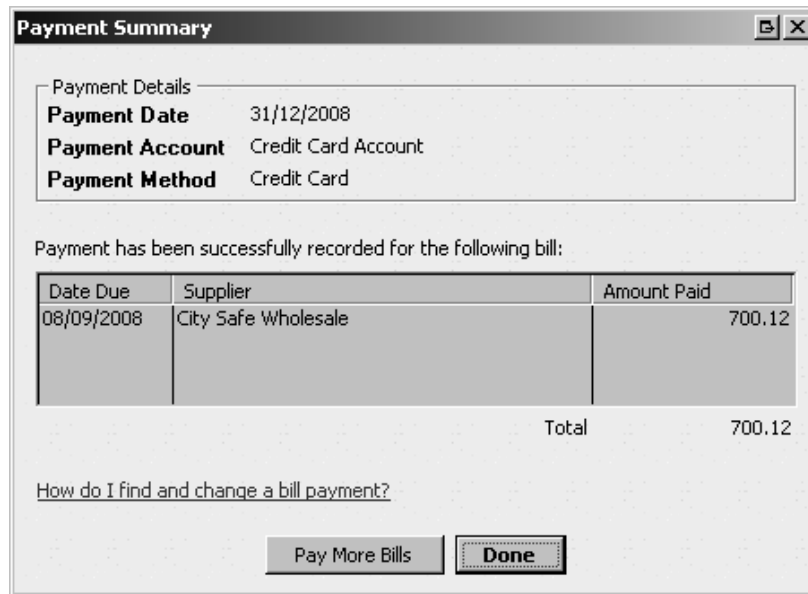 Payment Summary
Payment Details
Payment Date 31/12/2008
Payment Account Credit Card Account
Payment Method Credit Card
Payment has been successfully recorded for the following bill:
Date Due Supplier Amount Paid
08/09/2008 City Safe Wholesale 700.12
Total 700.12
How do I find and change a bill payment?
Pay More Bills Done